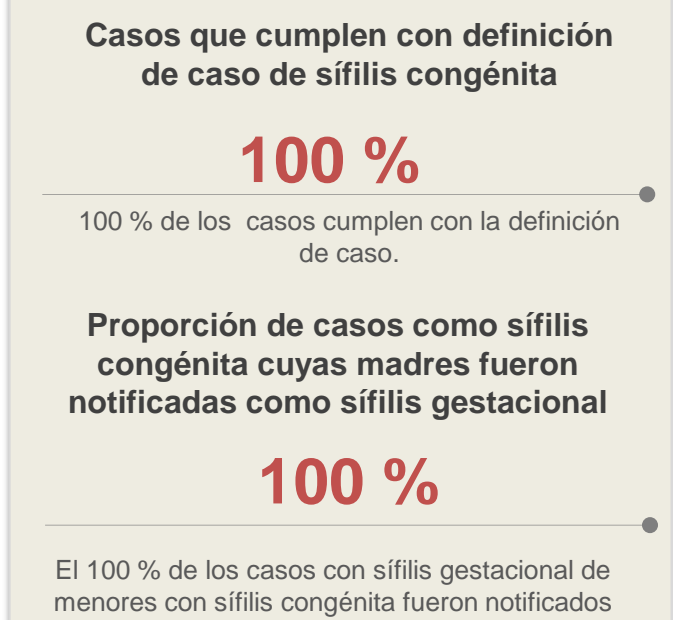 Casos que cumplen con definición
de caso de sífilis congénita
100 %
100 % de los casos cumplen con la definición
de caso.
Proporción de casos como sífilis
congénita cuyas madres fueron
notificadas como sífilis gestacional
100 %
El 100 % de los casos con sífilis gestacional de
menores con sífilis congénita fueron notificados